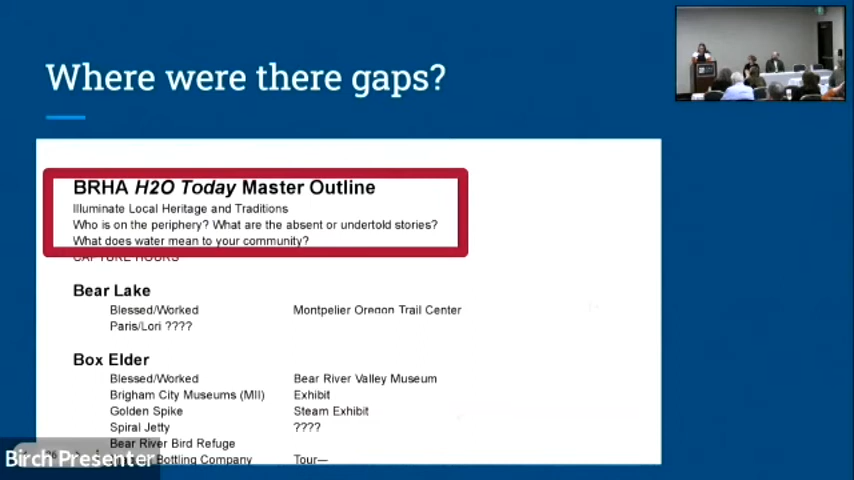 Where were there gaps?
BRHA H2O Today Master Outline
Illuminate Local Heritage and Traditions
Who is on the periphery? What are the absent or undertold stories?
What does water mean to your community?
CAPTURE HOURS
Bear Lake
Blessed/Worked Montpelier Oregon Trail Center
Paris/Lori ????
Box Elder
Blessed/Worked Bear River Valley Museum
Brigham City Museums (MII) Exhibit
Golden Spike Steam Exhibit
Spiral Jetty ????
Bear River Bird Refuge
Bottling Company Tour—
Birch Presenter